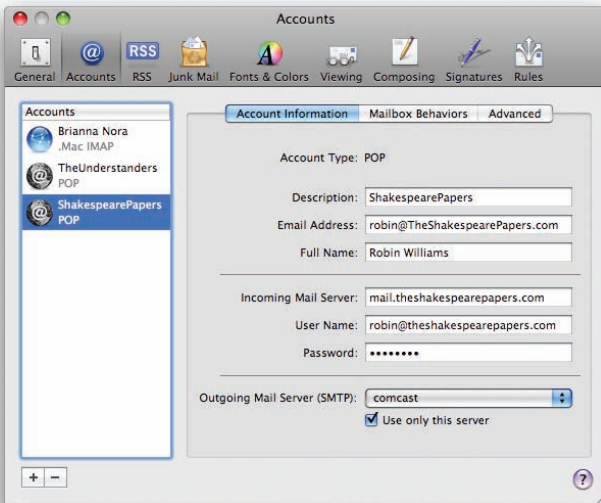 Accounts
General Accounts RSS Junk Mail Fonts & Colors Viewing Composing Signatures Rules
Accounts
Brianna Nora
.Mac IMAP
TheUnderstanders
POP
ShakespearePapers
POP
Account Information Mailbox Behaviors Advanced
Account Type: POP
Description: ShakespearePapers
Email Address: robin@TheShakespearePapers.com
Full Name: Robin Williams
Incoming Mail Server: mail.theshakespearepapers.com
User Name: robin@theshakespearepapers.com
Password: ••••••••
Outgoing Mail Server (SMTP): comcast
Use only this server
+ − ?